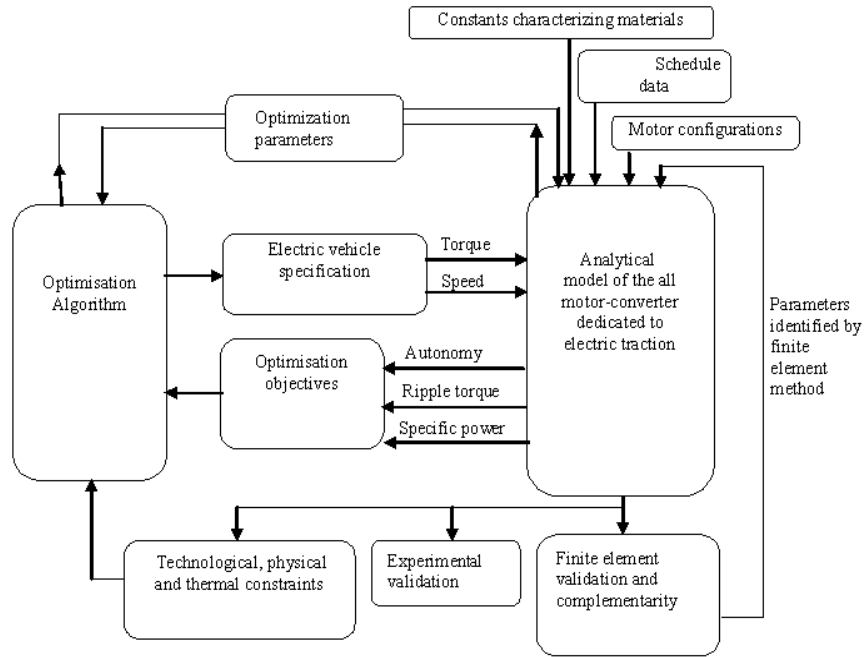 Constants characterizing materials
Schedule
data
Motor configurations
Optimization
parameters
Optimisation
Algorithm
Electric vehicle
specification
Torque
Speed
Analytical
model of the all
motor-converter
dedicated to
electric traction
Parameters
identified by
finite
element
method
Optimisation
objectives
Autonomy
Ripple torque
Specific power
Technological, physical
and thermal constraints
Experimental
validation
Finite element
validation and
complementarity